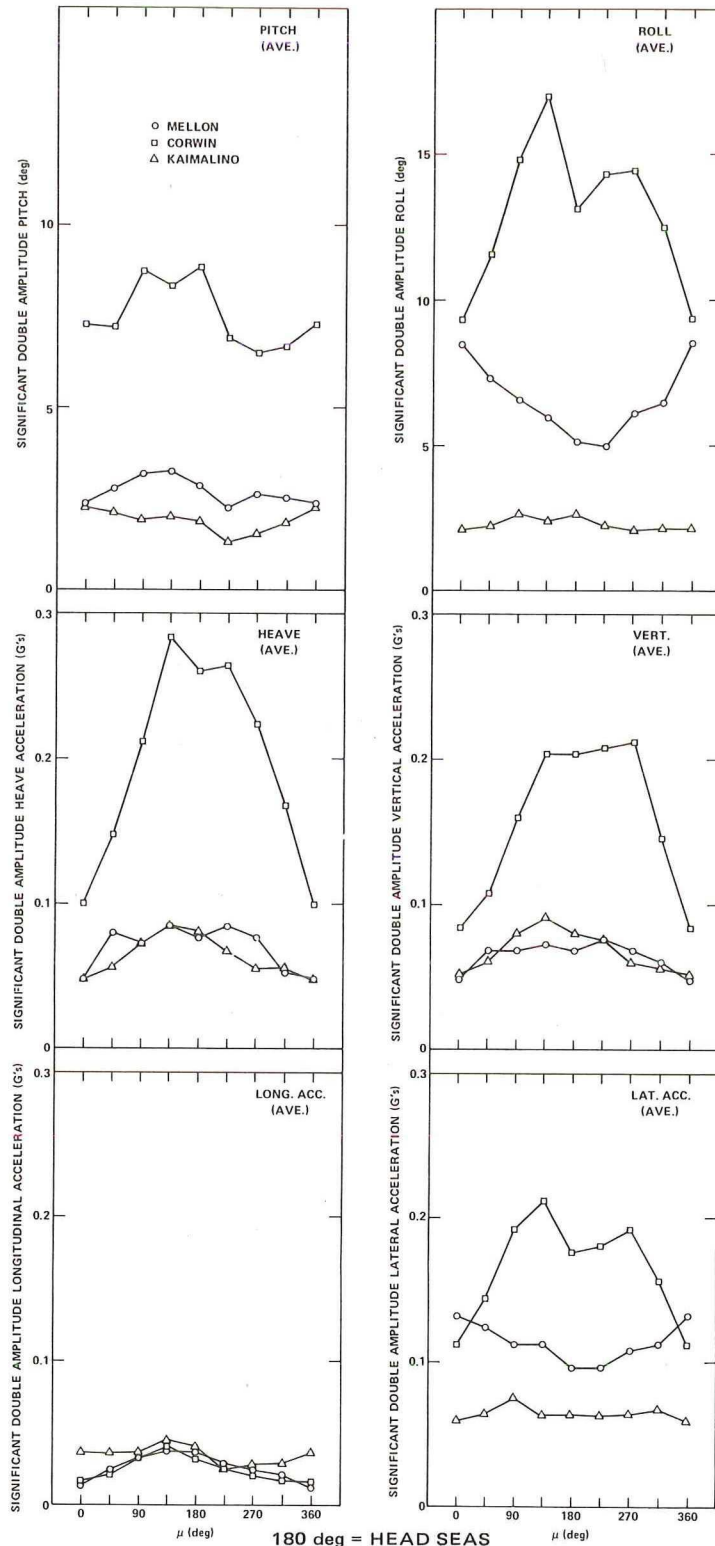 PITCH
(AVE.)
○ MELLON
□ CORWIN
△ KAIMALINO
SIGNIFICANT DOUBLE AMPLITUDE PITCH (deg)
10
5
0
ROLL
(AVE.)
SIGNIFICANT DOUBLE AMPLITUDE ROLL (deg)
15
10
5
0
HEAVE
(AVE.)
SIGNIFICANT DOUBLE AMPLITUDE HEAVE ACCELERATION (G's)
0.3
0.2
0.1
0
VERT.
(AVE.)
SIGNIFICANT DOUBLE AMPLITUDE VERTICAL ACCELERATION (G's)
0.3
0.2
0.1
0
LONG. ACC.
(AVE.)
SIGNIFICANT DOUBLE AMPLITUDE LONGITUDINAL ACCELERATION (G's)
0.3
0.2
0.1
0
0 90 180 270 360
μ (deg)
LAT. ACC.
(AVE.)
SIGNIFICANT DOUBLE AMPLITUDE LATERAL ACCELERATION (G's)
0.3
0.2
0.1
0
0 90 180 270 360
μ (deg)
180 deg = HEAD SEAS